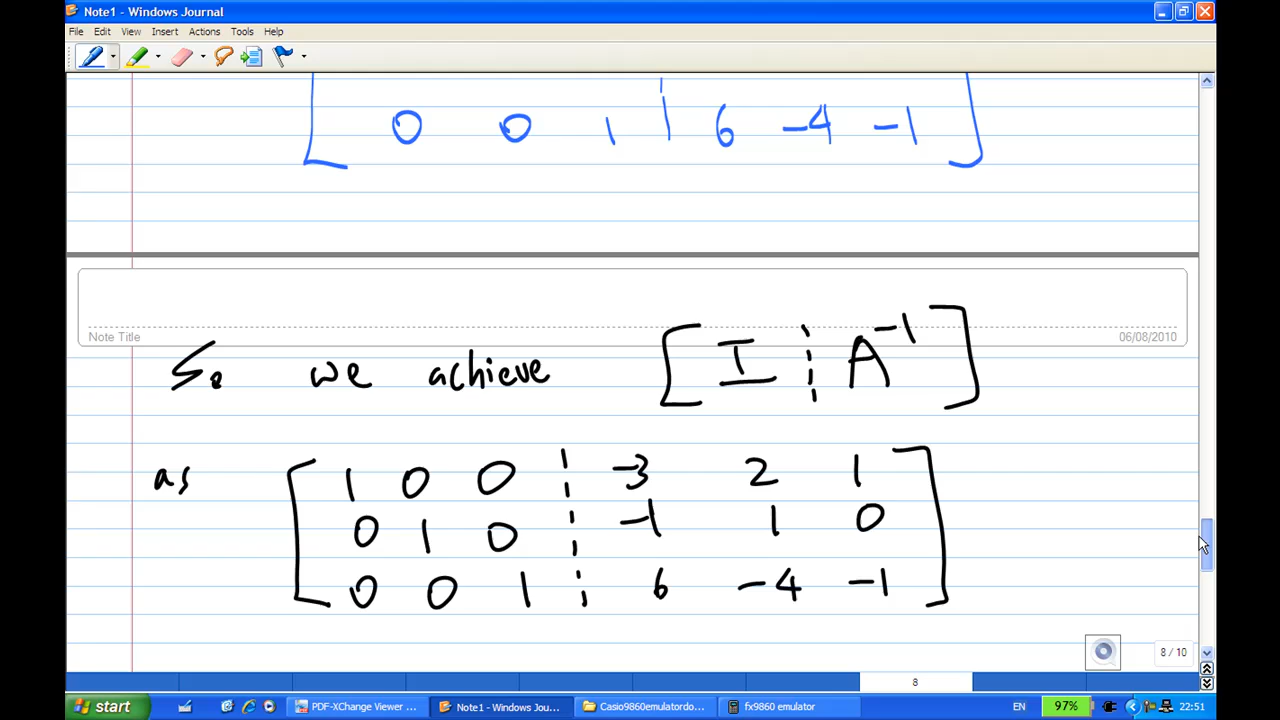 Note1 - Windows Journal
File Edit View Insert Actions Tools Help
0 0 1 6 -4 -1
Note Title
06/08/2010
So we achieve [ I ¦ A⁻¹ ]
as [ 1 0 0 ¦ -3 2 1
0 1 0 ¦ -1 1 0
0 0 1 ¦ 6 -4 -1 ]
8 / 10
8
start PDF-XChange Viewer ... Note1 - Windows Jou... Casio9860emulatordo... fx9860 emulator EN 97% 22:51